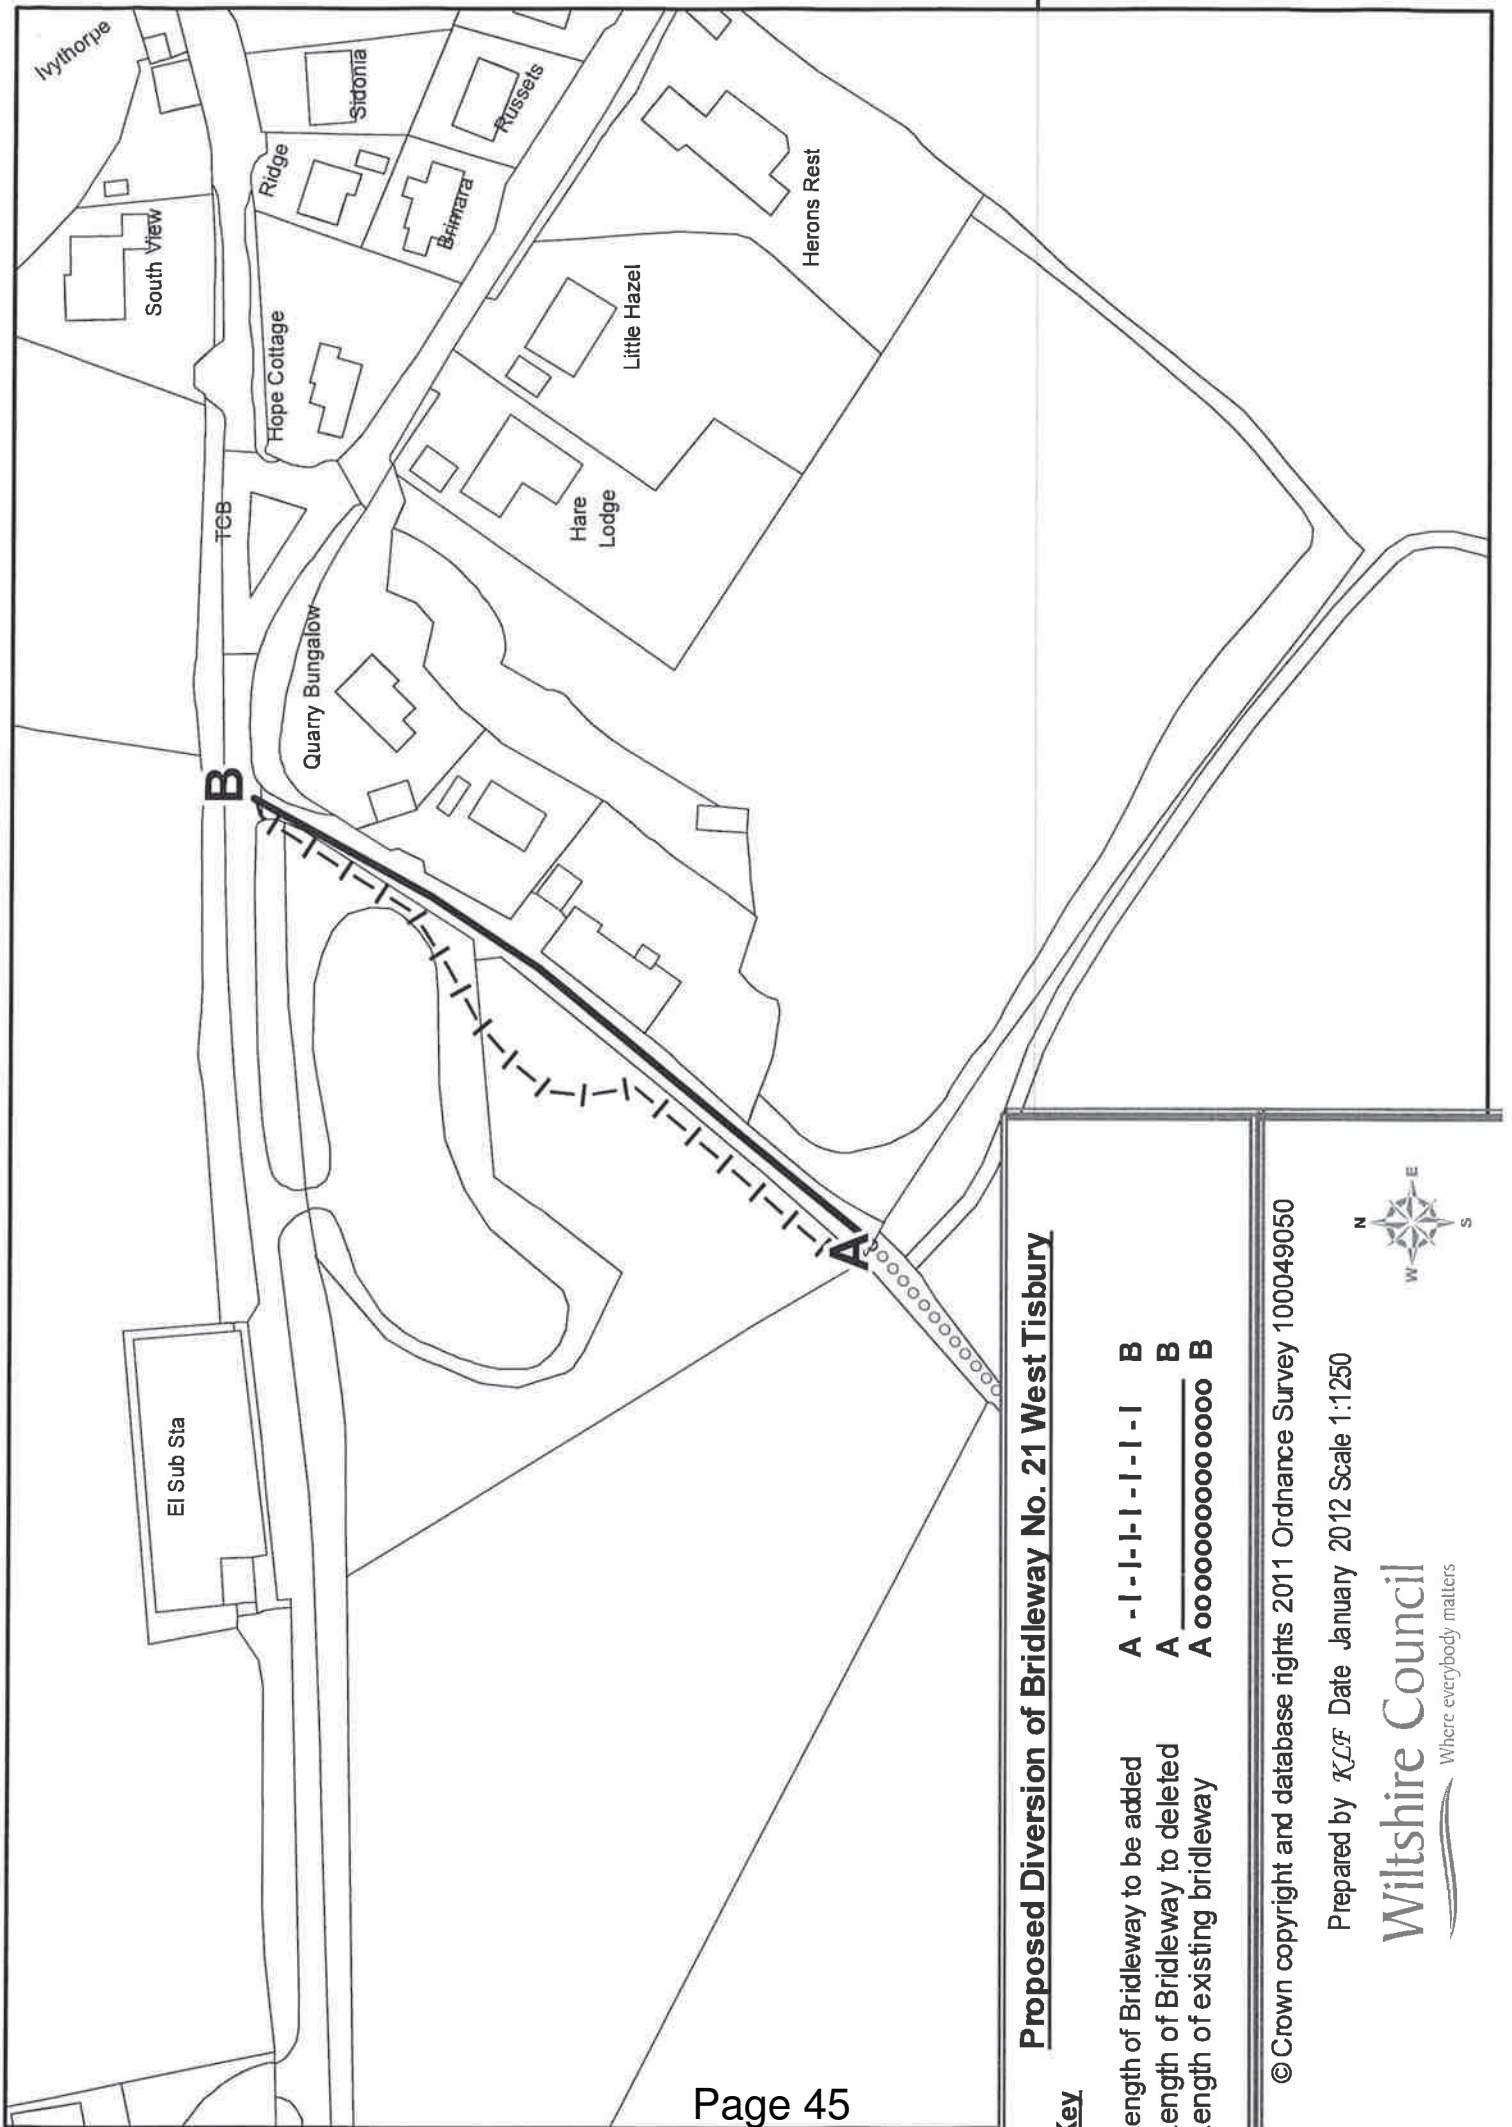 Ivythorpe
South View
Sidonia
Ridge
Russets
Brimara
Hope Cottage
Herons Rest
Little Hazel
TCB
Hare
Lodge
Quarry Bungalow
B
A
El Sub Sta
Proposed Diversion of Bridleway No. 21 West Tisbury
Key
ength of Bridleway to be added A -I-I-I-I-I-I-I-I B
ength of Bridleway to deleted A ________ B
ength of existing bridleway A oooooooooooo B
©Crown copyright and database rights 2011 Ordnance Survey 100049050
Prepared by KLF Date January 2012 Scale 1:1250
N
W E
S
Wiltshire Council
Where everybody matters
Page 45